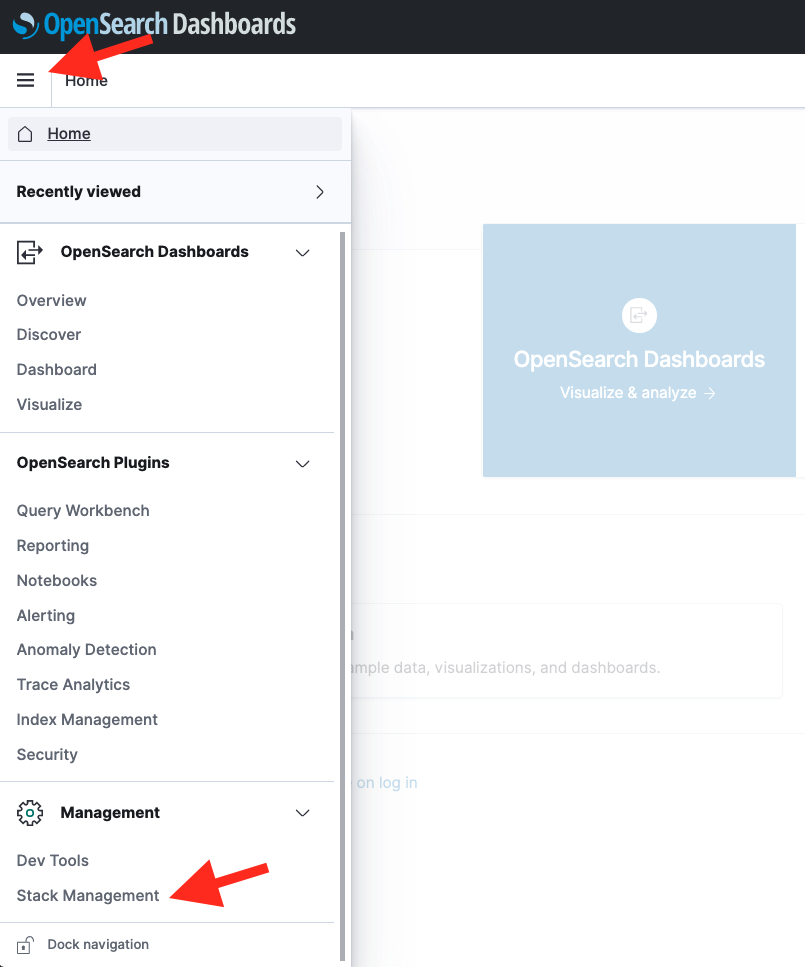 OpenSearch Dashboards
Home
Home
Recently viewed
OpenSearch Dashboards
Overview
Discover
Dashboard
Visualize
OpenSearch Plugins
Query Workbench
Reporting
Notebooks
Alerting
Anomaly Detection
Trace Analytics
Index Management
Security
Management
Dev Tools
Stack Management
Dock navigation
OpenSearch Dashboards
Visualize & analyze →
data, visualizations, and dashboards.
on log in